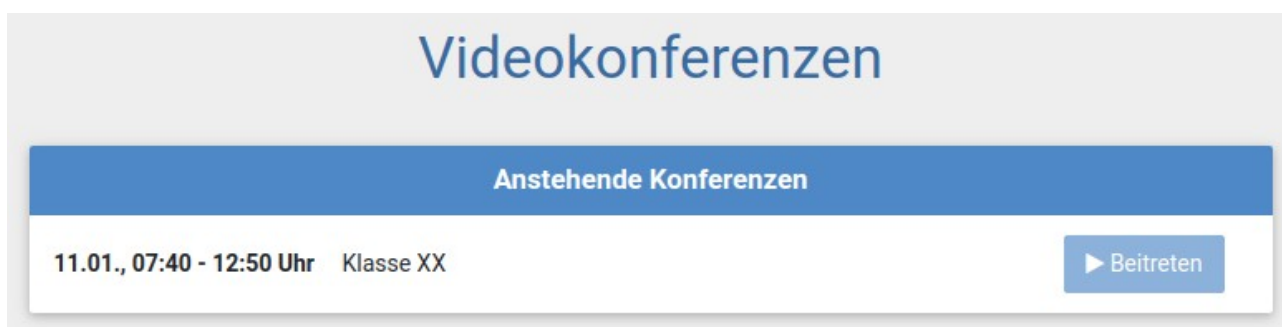 Videokonferenzen
Anstehende Konferenzen
11.01., 07:40 - 12:50 Uhr Klasse XX Beitreten